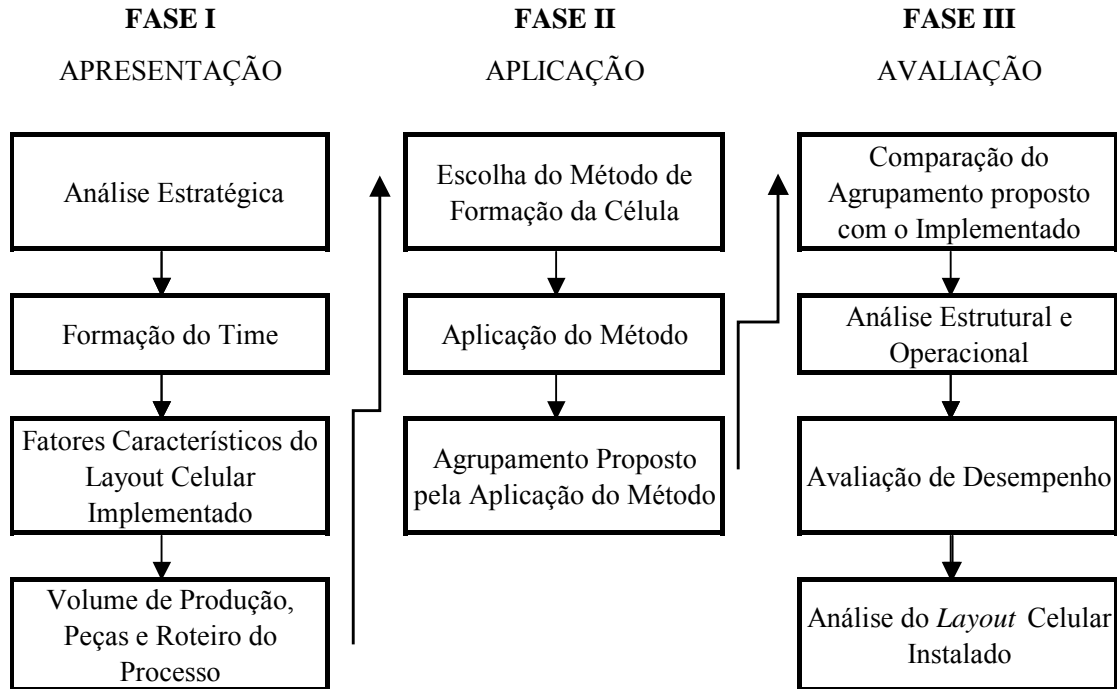 FASE I
APRESENTAÇÃO
Análise Estratégica
Formação do Time
Fatores Característicos do
Layout Celular
Implementado
Volume de Produção,
Peças e Roteiro do
Processo
FASE II
APLICAÇÃO
Escolha do Método de
Formação da Célula
Aplicação do Método
Agrupamento Proposto
pela Aplicação do Método
FASE III
AVALIAÇÃO
Comparação do
Agrupamento proposto
com o Implementado
Análise Estrutural e
Operacional
Avaliação de Desempenho
Análise do Layout Celular
Instalado